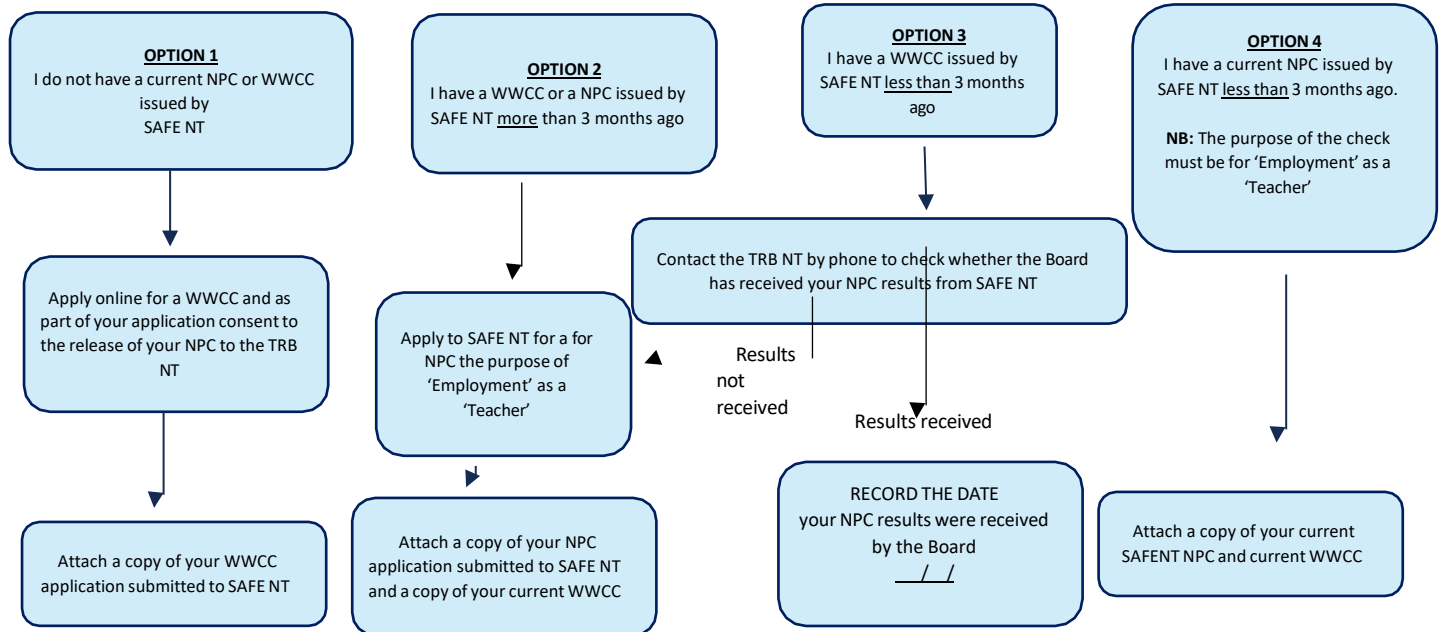 OPTION 1
I do not have a current NPC or WWCC
issued by
SAFE NT
OPTION 2
I have a WWCC or a NPC issued by
SAFE NT more than 3 months ago
OPTION 3
I have a WWCC issued by
SAFE NT less than 3 months
ago
OPTION 4
I have a current NPC issued by
SAFE NT less than 3 months ago.
NB: The purpose of the check
must be for ‘Employment’ as a
‘Teacher’
Contact the TRB NT by phone to check whether the Board
has received your NPC results from SAFE NT
Apply online for a WWCC and as
part of your application consent to
the release of your NPC to the TRB
NT
Apply to SAFE NT for a for
NPC the purpose of
‘Employment’ as a
‘Teacher’
Results
not
received
Results received
Attach a copy of your WWCC
application submitted to SAFE NT
Attach a copy of your NPC
application submitted to SAFE NT
and a copy of your current WWCC
RECORD THE DATE
your NPC results were received
by the Board
__/__/__
Attach a copy of your current
SAFENT NPC and current WWCC